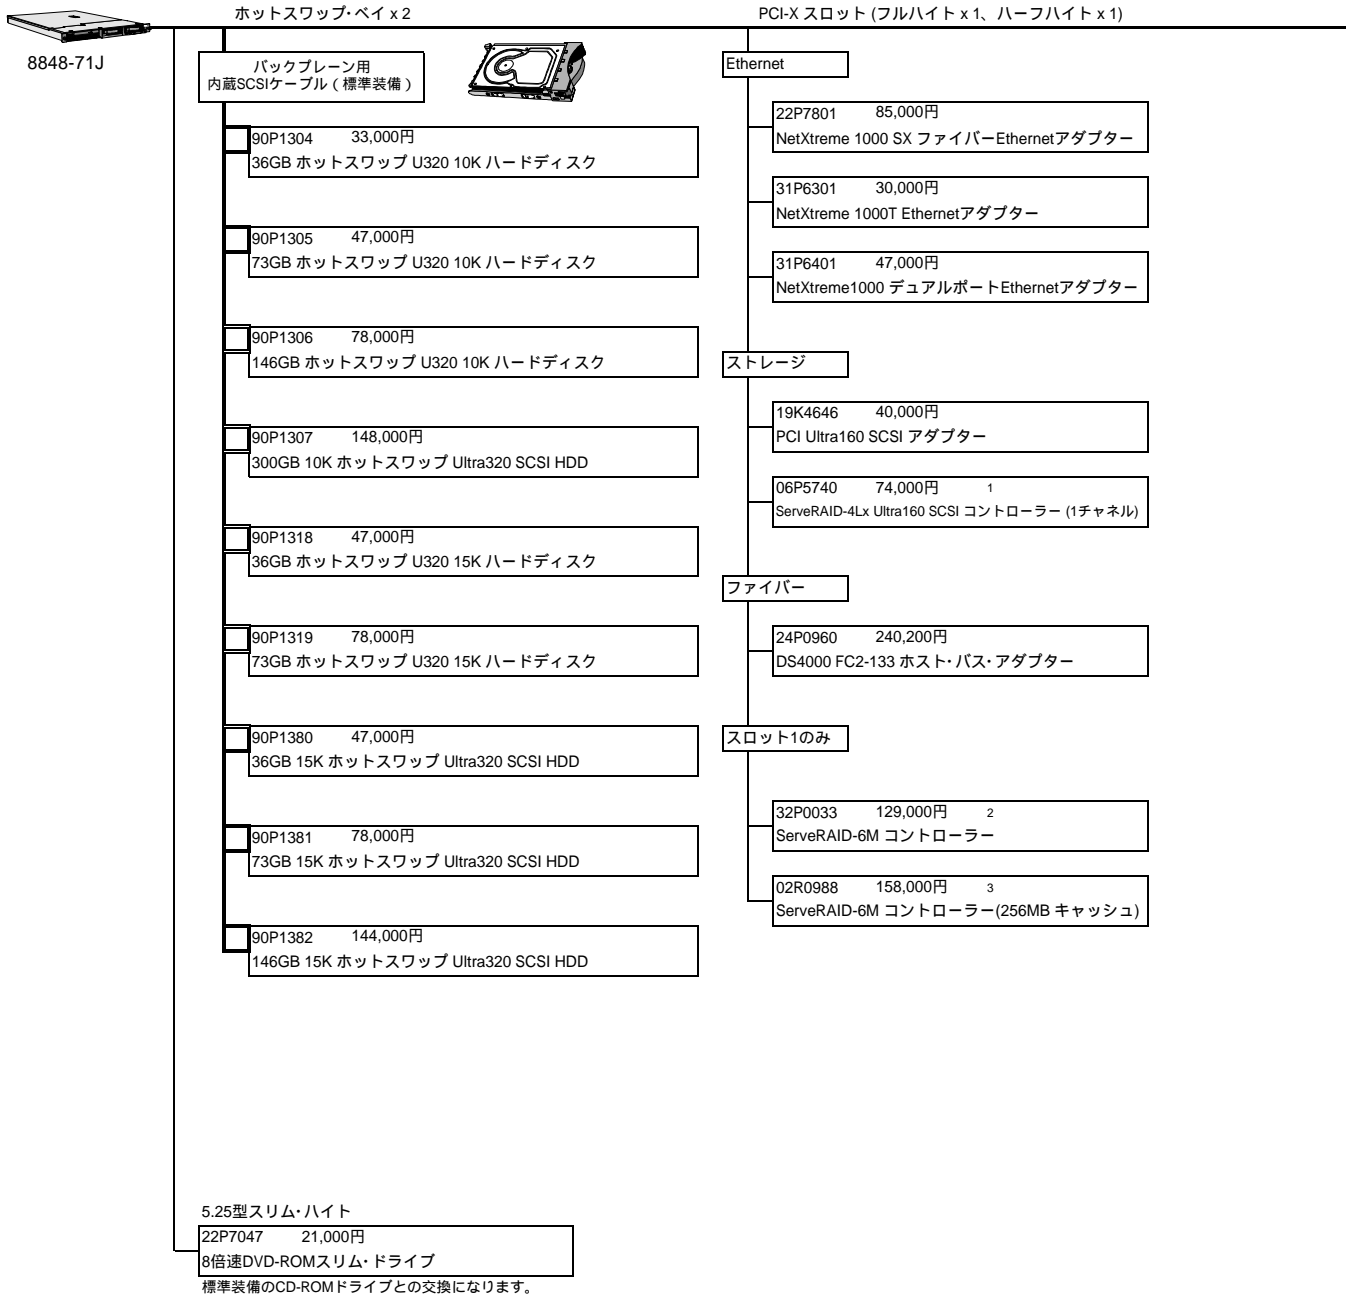 ホットスワップ・ベイ x 2
PCI-X スロット (フルハイト x 1、ハーフハイト x 1)
8848-71J
バックプレーン用
内蔵SCSIケーブル ( 標準装備 )
90P1304 33,000円
36GB ホットスワップ U320 10K ハードディスク
90P1305 47,000円
73GB ホットスワップ U320 10K ハードディスク
90P1306 78,000円
146GB ホットスワップ U320 10K ハードディスク
90P1307 148,000円
300GB 10K ホットスワップ Ultra320 SCSI HDD
90P1318 47,000円
36GB ホットスワップ U320 15K ハードディスク
90P1319 78,000円
73GB ホットスワップ U320 15K ハードディスク
90P1380 47,000円
36GB 15K ホットスワップ Ultra320 SCSI HDD
90P1381 78,000円
73GB 15K ホットスワップ Ultra320 SCSI HDD
90P1382 144,000円
146GB 15K ホットスワップ Ultra320 SCSI HDD
Ethernet
22P7801 85,000円
NetXtreme 1000 SX ファイバーEthernetアダプター
31P6301 30,000円
NetXtreme 1000T Ethernetアダプター
31P6401 47,000円
NetXtreme1000 デュアルポートEthernetアダプター
ストレージ
19K4646 40,000円
PCI Ultra160 SCSI アダプター
06P5740 74,000円 1
ServeRAID-4Lx Ultra160 SCSI コントローラー (1チャネル)
ファイバー
24P0960 240,200円
DS4000 FC2-133 ホスト・バス・アダプター
スロット1のみ
32P0033 129,000円 2
ServeRAID-6M コントローラー
02R0988 158,000円 3
ServeRAID-6M コントローラー(256MB キャッシュ)
5.25型スリム・ハイト
22P7047 21,000円
8倍速DVD-ROMスリム・ドライブ
標準装備のCD-ROMドライブとの交換になります。